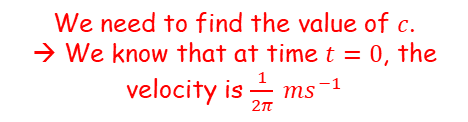 We need to find the value of c.
→ We know that at time t = 0, the
velocity is 1/2π ms⁻¹